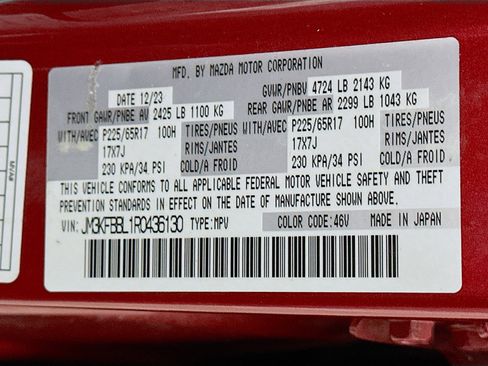 MFD. BY MAZDA MOTOR CORPORATION
DATE 12/23
GVWR/PNBV 4724 LB 2143 KG
FRONT GAWR/PNBE AV 2425 LB 1100 KG
REAR GAWR/PNBE AR 2299 LB 1043 KG
WITH/AVEC P225/65R17 100H TIRES/PNEUS WITH/AVEC P225/65R17 100H TIRES/PNEUS
17X7J RIMS/JANTES 17X7J RIMS/JANTES
230 KPA/34 PSI COLD/A FROID 230 KPA/34 PSI COLD/A FROID
THIS VEHICLE CONFORMS TO ALL APPLICABLE FEDERAL MOTOR VEHICLE SAFETY AND THEFT
PREVENTION STANDARDS IN EFFECT ON THE DATE OF MANUFACTURE SHOWN ABOVE.
VIN: JM3KFBBL1R0436130 TYPE:MPV COLOR CODE:46V MADE IN JAPAN